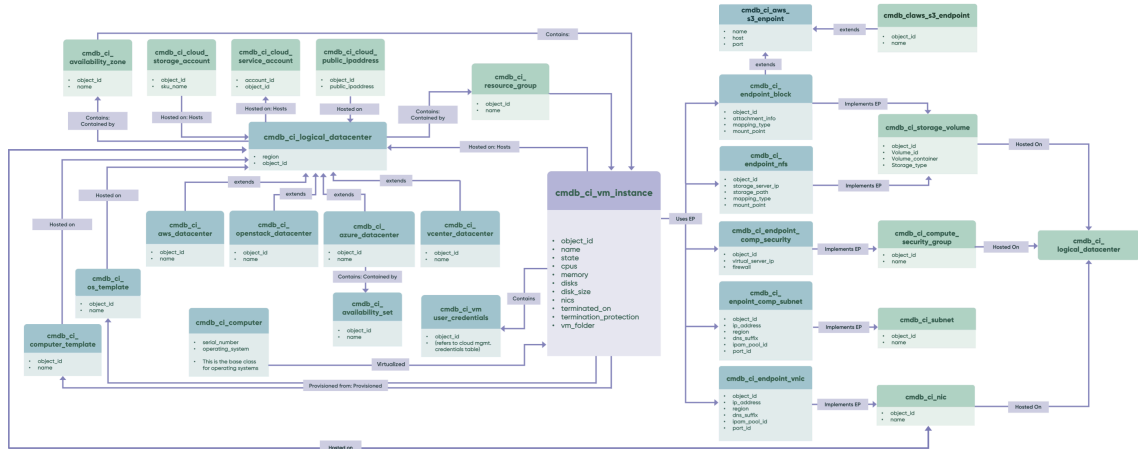 cmdb_ci_
availability_zone
• object_id
• name
cmdb_ci_cloud_
storage_account
• object_id
• sku_name
cmdb_ci_cloud_
service_account
• account_id
• object_id
cmdb_ci_cloud_
public_ipaddress
• object_id
• public_ipaddress
Contains:
cmdb_ci_
resource_group
• object_id
• name
Contains:
Contained by
Hosted on: Hosts
Hosted on: Hosts
Hosted on
Contains:
Contained by
cmdb_ci_logical_datacenter
• region
• object_id
Hosted on: Hosts
Hosted on
Hosted on
extends
extends
extends
extends
cmdb_ci_
aws_datacenter
• object_id
• name
cmdb_ci_
openstack_datacenter
• object_id
• name
cmdb_ci_
azure_datacenter
• object_id
• name
cmdb_ci_
vcenter_datacenter
• object_id
• name
Contains: Contained by
cmdb_ci_
os_template
• object_id
• name
cmdb_ci_
computer_template
• object_id
• name
cmdb_ci_computer
• serial_number
• operating_system
• This is the base class
for operating systems
cmdb_ci_
availability_set
• object_id
• name
cmdb_ci_vm
user_credentials
• object_id
(refers to cloud mgmt.
credentials table)
Contains
Virtualized
Provisioned from: Provisioned
Hosted on
cmdb_ci_vm_instance
• object_id
• name
• state
• cpus
• memory
• disks
• disk_size
• nics
• terminated_on
• termination_protection
• vm_folder
Uses EP
cmdb_ci_aws_
s3_enpoint
• name
• host
• port
extends
cmdb_claws_s3_endpoint
• object_id
• name
extends
cmdb_ci_
endpoint_block
• object_id
• attachment_info
• mapping_type
• mount_point
Implements EP
cmdb_ci_storage_volume
• object_id
• Volume_id
• Volume_container
• Storage_type
Hosted On
cmdb_ci_
endpoint_nfs
• object_id
• storage_server_ip
• storage_path
• mapping_type
• mount_point
Implements EP
cmdb_ci_endpoint_
comp_security
• object_id
• virtual_server_ip
• firewall
Implements EP
cmdb_ci_compute_
security_group
• object_id
• name
Hosted On
cmdb_ci_
logical_datacenter
cmdb_ci_
enpoint_comp_subnet
• object_id
• ip_address
• region
• dns_suffix
• ipam_pool_id
• port_id
Implements EP
cmdb_ci_subnet
• object_id
• name
cmdb_ci_endpoint_vnic
• object_id
• ip_address
• region
• dns_suffix
• ipam_pool_id
• port_id
Implements EP
cmdb_ci_nic
• object_id
• name
Hosted On